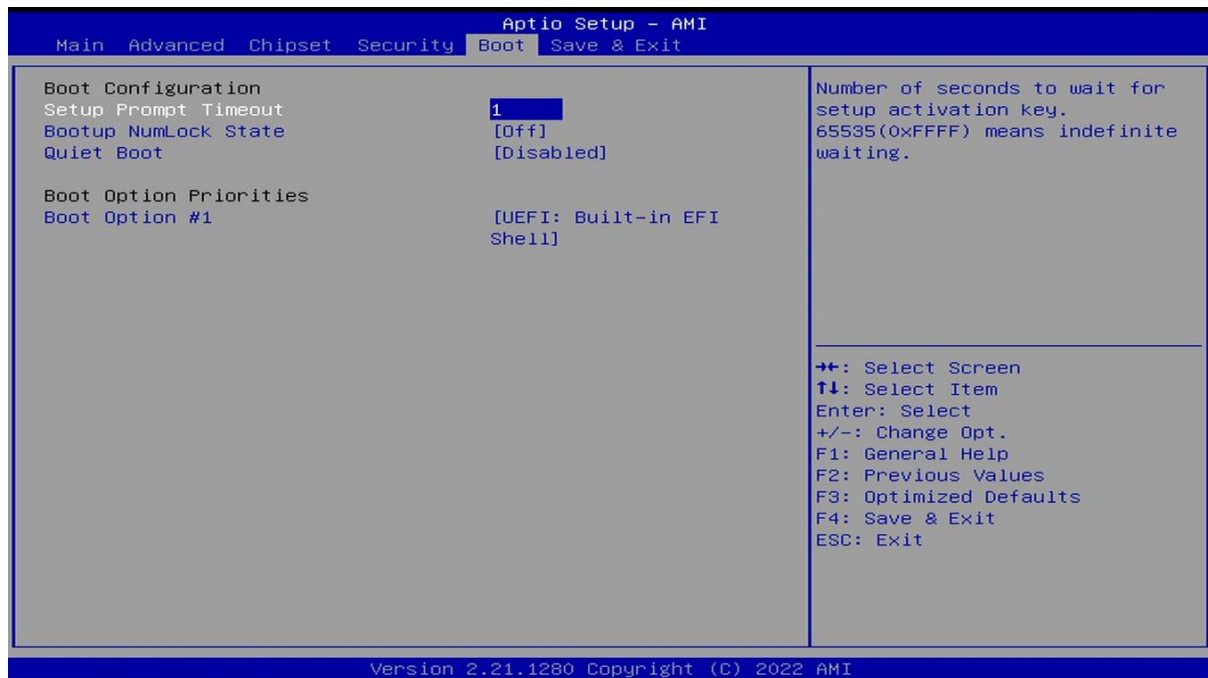 Aptio Setup – AMI
Main Advanced Chipset Security Boot Save & Exit
Boot Configuration
Setup Prompt Timeout 1
Bootup NumLock State [Off]
Quiet Boot [Disabled]
Boot Option Priorities
Boot Option #1 [UEFI: Built-in EFI
Shell]
Number of seconds to wait for
setup activation key.
65535(0xFFFF) means indefinite
waiting.
→←: Select Screen
↑↓: Select Item
Enter: Select
+/-: Change Opt.
F1: General Help
F2: Previous Values
F3: Optimized Defaults
F4: Save & Exit
ESC: Exit
Version 2.21.1280 Copyright (C) 2022 AMI